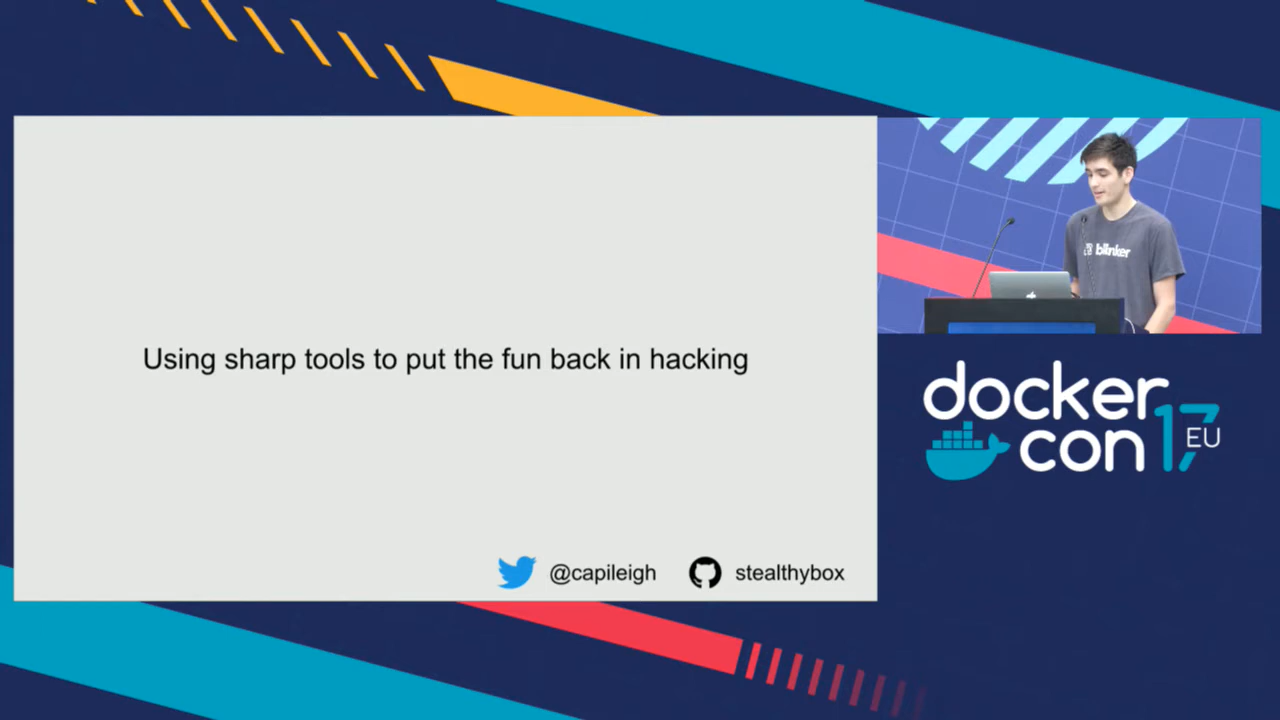 Using sharp tools to put the fun back in hacking
@capileigh
stealthybox
blinker
docker
con 17 EU